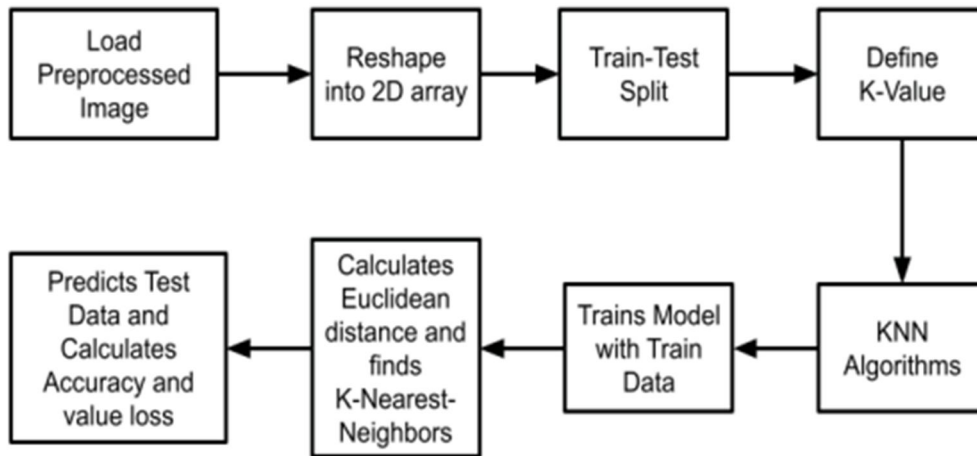 Load
Preprocessed
Image
Reshape
into 2D array
Train-Test
Split
Define
K-Value
KNN
Algorithms
Trains Model
with Train
Data
Calculates
Euclidean
distance and
finds
K-Nearest-
Neighbors
Predicts Test
Data and
Calculates
Accuracy and
value loss